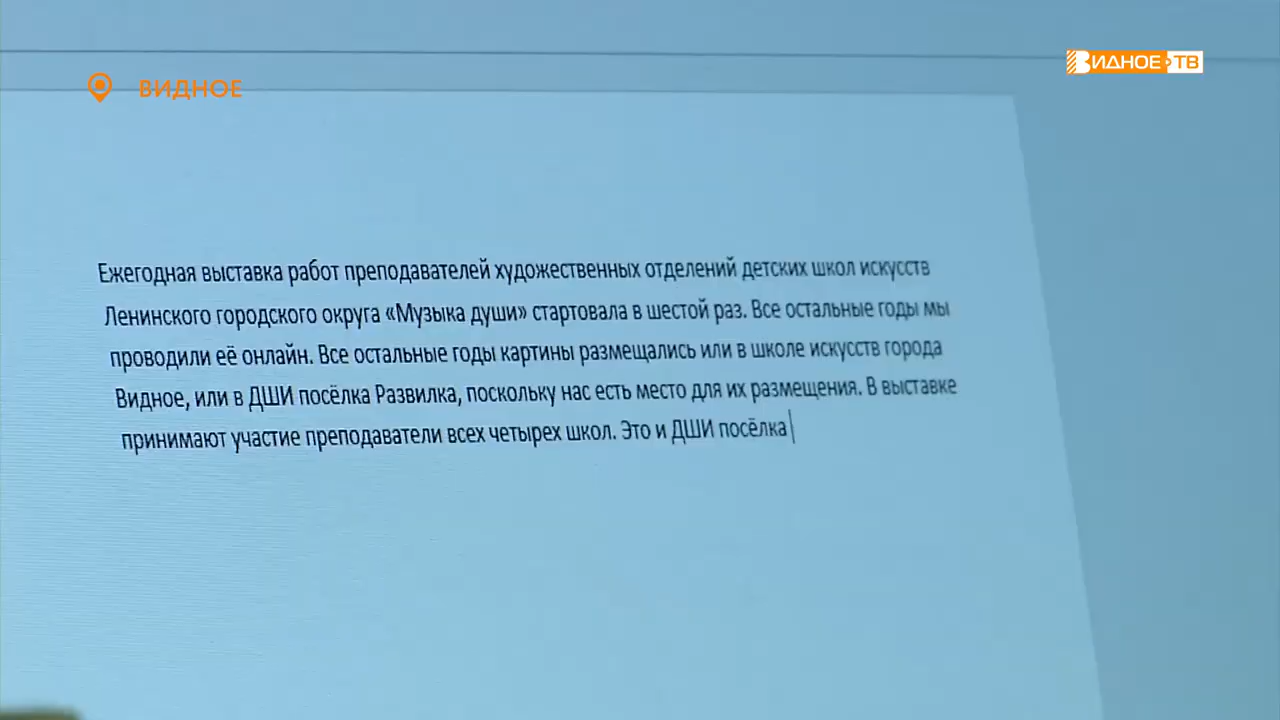 ВИДНОЕ
ВИДНОЕ ТВ
Ежегодная выставка работ преподавателей художественных отделений детских школ искусств
Ленинского городского округа «Музыка души» стартовала в шестой раз. Все остальные годы мы
проводили её онлайн. Все остальные годы картины размещались или в школе искусств города
Видное, или в ДШИ посёлка Развилка, поскольку нас есть место для их размещения. В выставке
принимают участие преподаватели всех четырех школ. Это и ДШИ посёлка